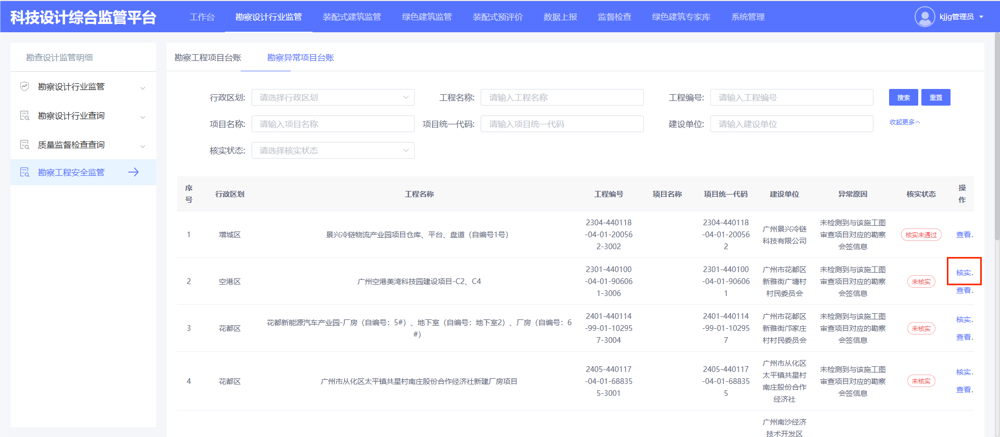 科技设计综合监管平台
工作台
勘察设计行业监管
装配式建筑监管
绿色建筑监管
装配式预评价
数据上报
监督检查
绿色建筑专家库
系统管理
kjjg管理员
勘查设计监管明细
勘察设计行业监管
勘察设计行业查询
质量监督检查查询
勘察工程安全监管
勘察工程项目台账
勘察异常项目台账
行政区划: 请选择行政区划
工程名称: 请输入工程名称
工程编号: 请输入工程编号
搜索
重置
项目名称: 请输入项目名称
项目统一代码: 请输入项目统一代码
建设单位: 请输入建设单位
收起更多
核实状态: 请选择核实状态
序
号
行政区划
工程名称
工程编号
项目名称
项目统一代码
建设单位
异常原因
核实状态
操
作
1
增城区
景兴冷链物流产业园项目仓库、平台、盘道（自编号1号）
2304-440118
-04-01-20056
2-3002
2304-440118
-04-01-20056
2
广州景兴冷链
科技有限公司
未检测到与该施工图
审查项目对应的勘察
会签信息
核实未通过
查看.
2
空港区
广州空港美湾科技园建设项目-C2、C4
2301-440100
-04-01-90606
1-3006
2301-440100
-04-01-90606
1
广州市花都区
新雅街广塘村
村民委员会
未检测到与该施工图
审查项目对应的勘察
会签信息
未核实
核实.
查看.
3
花都区
花都新能源汽车产业园-厂房（自编号：5#）、地下室（自编号：地下室2）、厂房（自编号：6
#）
2401-440114
-99-01-10295
7-3004
2401-440114
-99-01-10295
7
广州市花都区
新雅街邝家庄
村村民委员会
未检测到与该施工图
审查项目对应的勘察
会签信息
未核实
核实.
查看.
4
花都区
广州市从化区太平镇共星村南庄股份合作经济社新建厂房项目
2405-440117
-04-01-68835
5-3001
2405-440117
-04-01-68835
5
广州市从化区
太平镇共星村
南庄股份合作
经济社
未检测到与该施工图
审查项目对应的勘察
会签信息
未核实
核实.
查看.
广州南沙经济
技术开发区